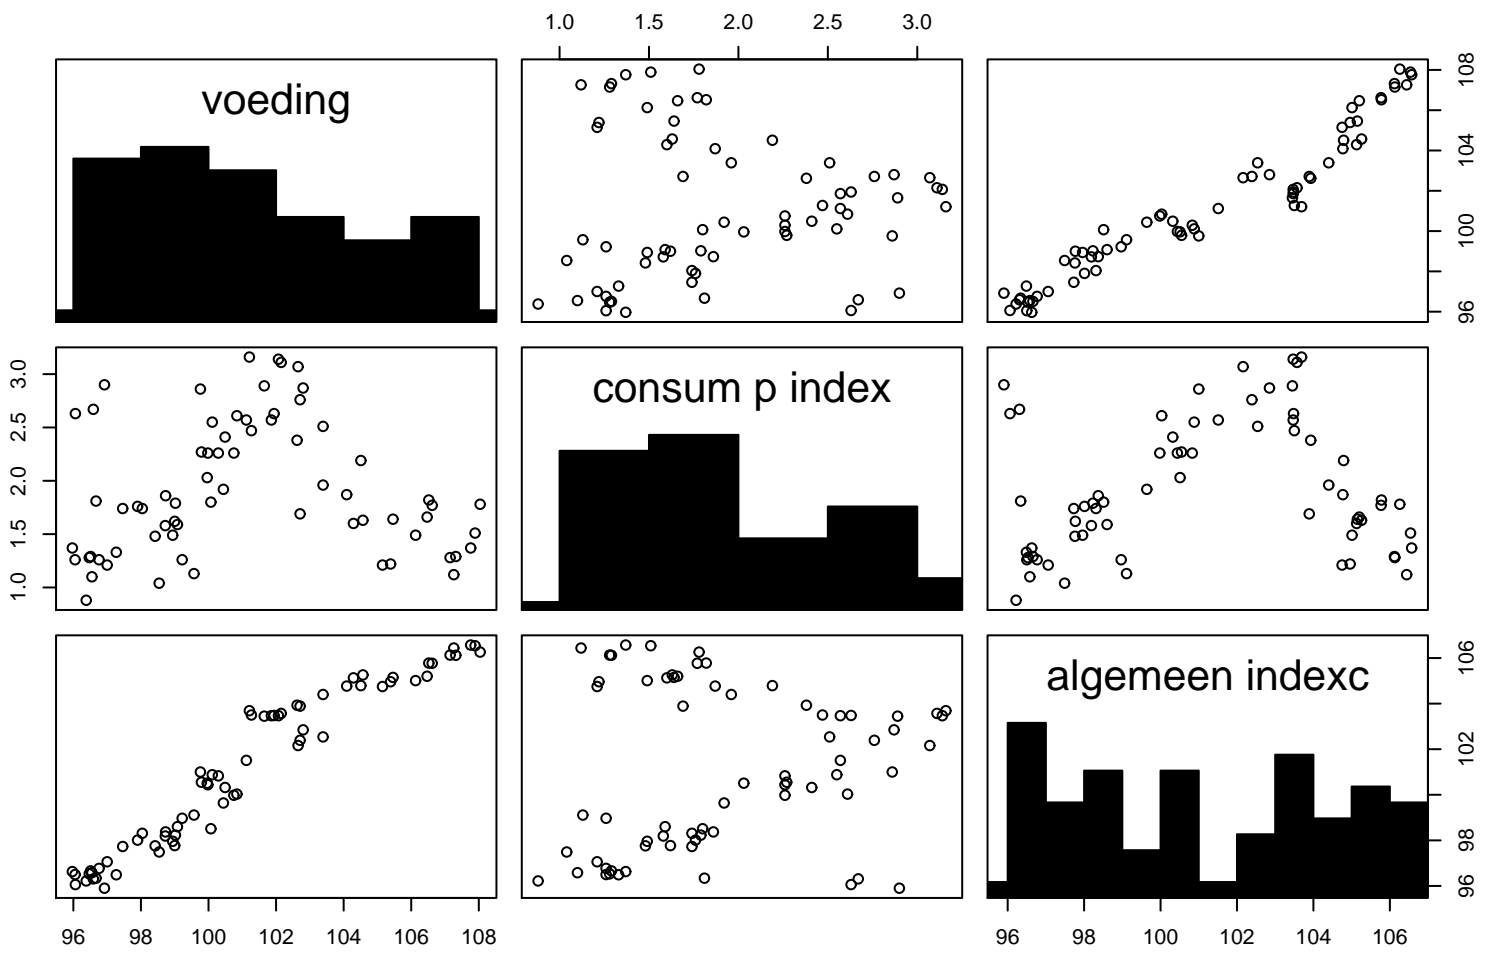 1.0 1.5 2.0 2.5 3.0
voeding
96 100 104 108
1.0 1.5 2.0 2.5 3.0
consum p index
algemeen indexc
96 98 102 106
96 98 100 102 104 106 108
96 98 100 102 104 106